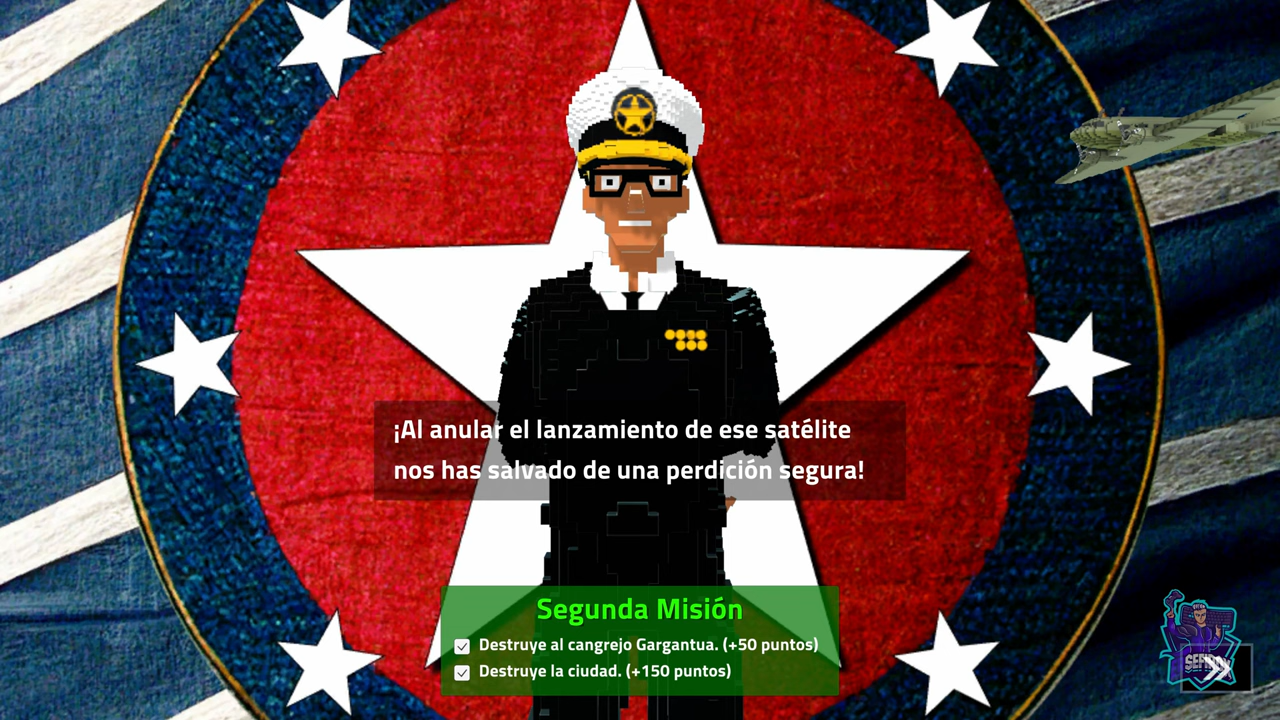 ¡Al anular el lanzamiento de ese satélite
nos has salvado de una perdición segura!
Segunda Misión
Destruye al cangrejo Gargantua. (+50 puntos)
Destruye la ciudad. (+150 puntos)